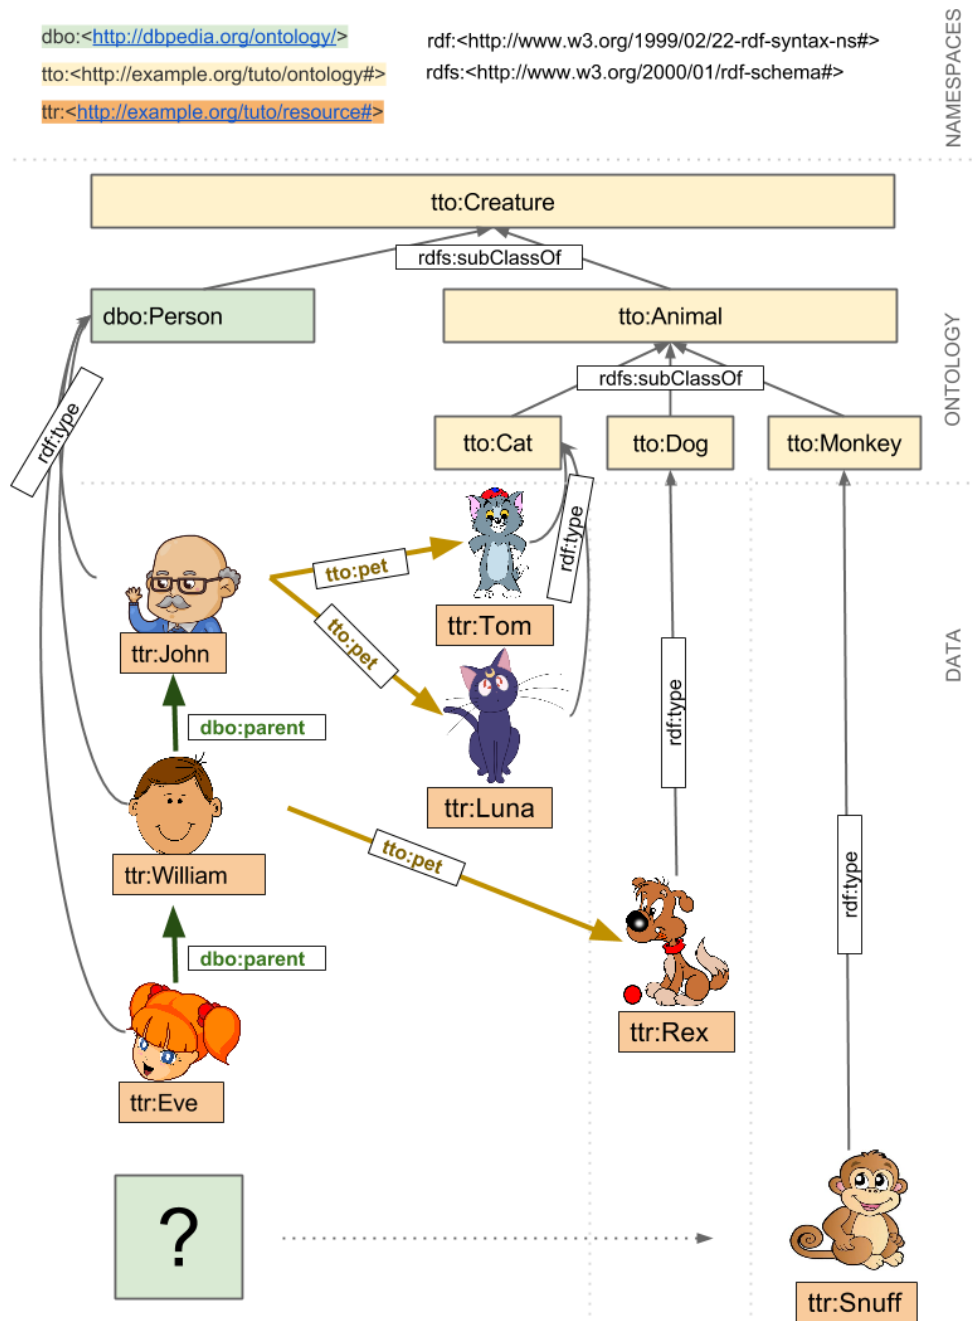 dbo:<http://dbpedia.org/ontology/>
rdf:<http://www.w3.org/1999/02/22-rdf-syntax-ns#>
tto:<http://example.org/tuto/ontology#>
rdfs:<http://www.w3.org/2000/01/rdf-schema#>
ttr:<http://example.org/tuto/resource#>
NAMESPACES
tto:Creature
rdfs:subClassOf
dbo:Person
tto:Animal
ONTOLOGY
rdfs:subClassOf
rdf:type
tto:Cat
tto:Dog
tto:Monkey
rdf:type
tto:pet
ttr:Tom
tto:pet
ttr:John
DATA
rdf:type
dbo:parent
ttr:Luna
tto:pet
ttr:William
rdf:type
dbo:parent
ttr:Rex
ttr:Eve
?
ttr:Snuff